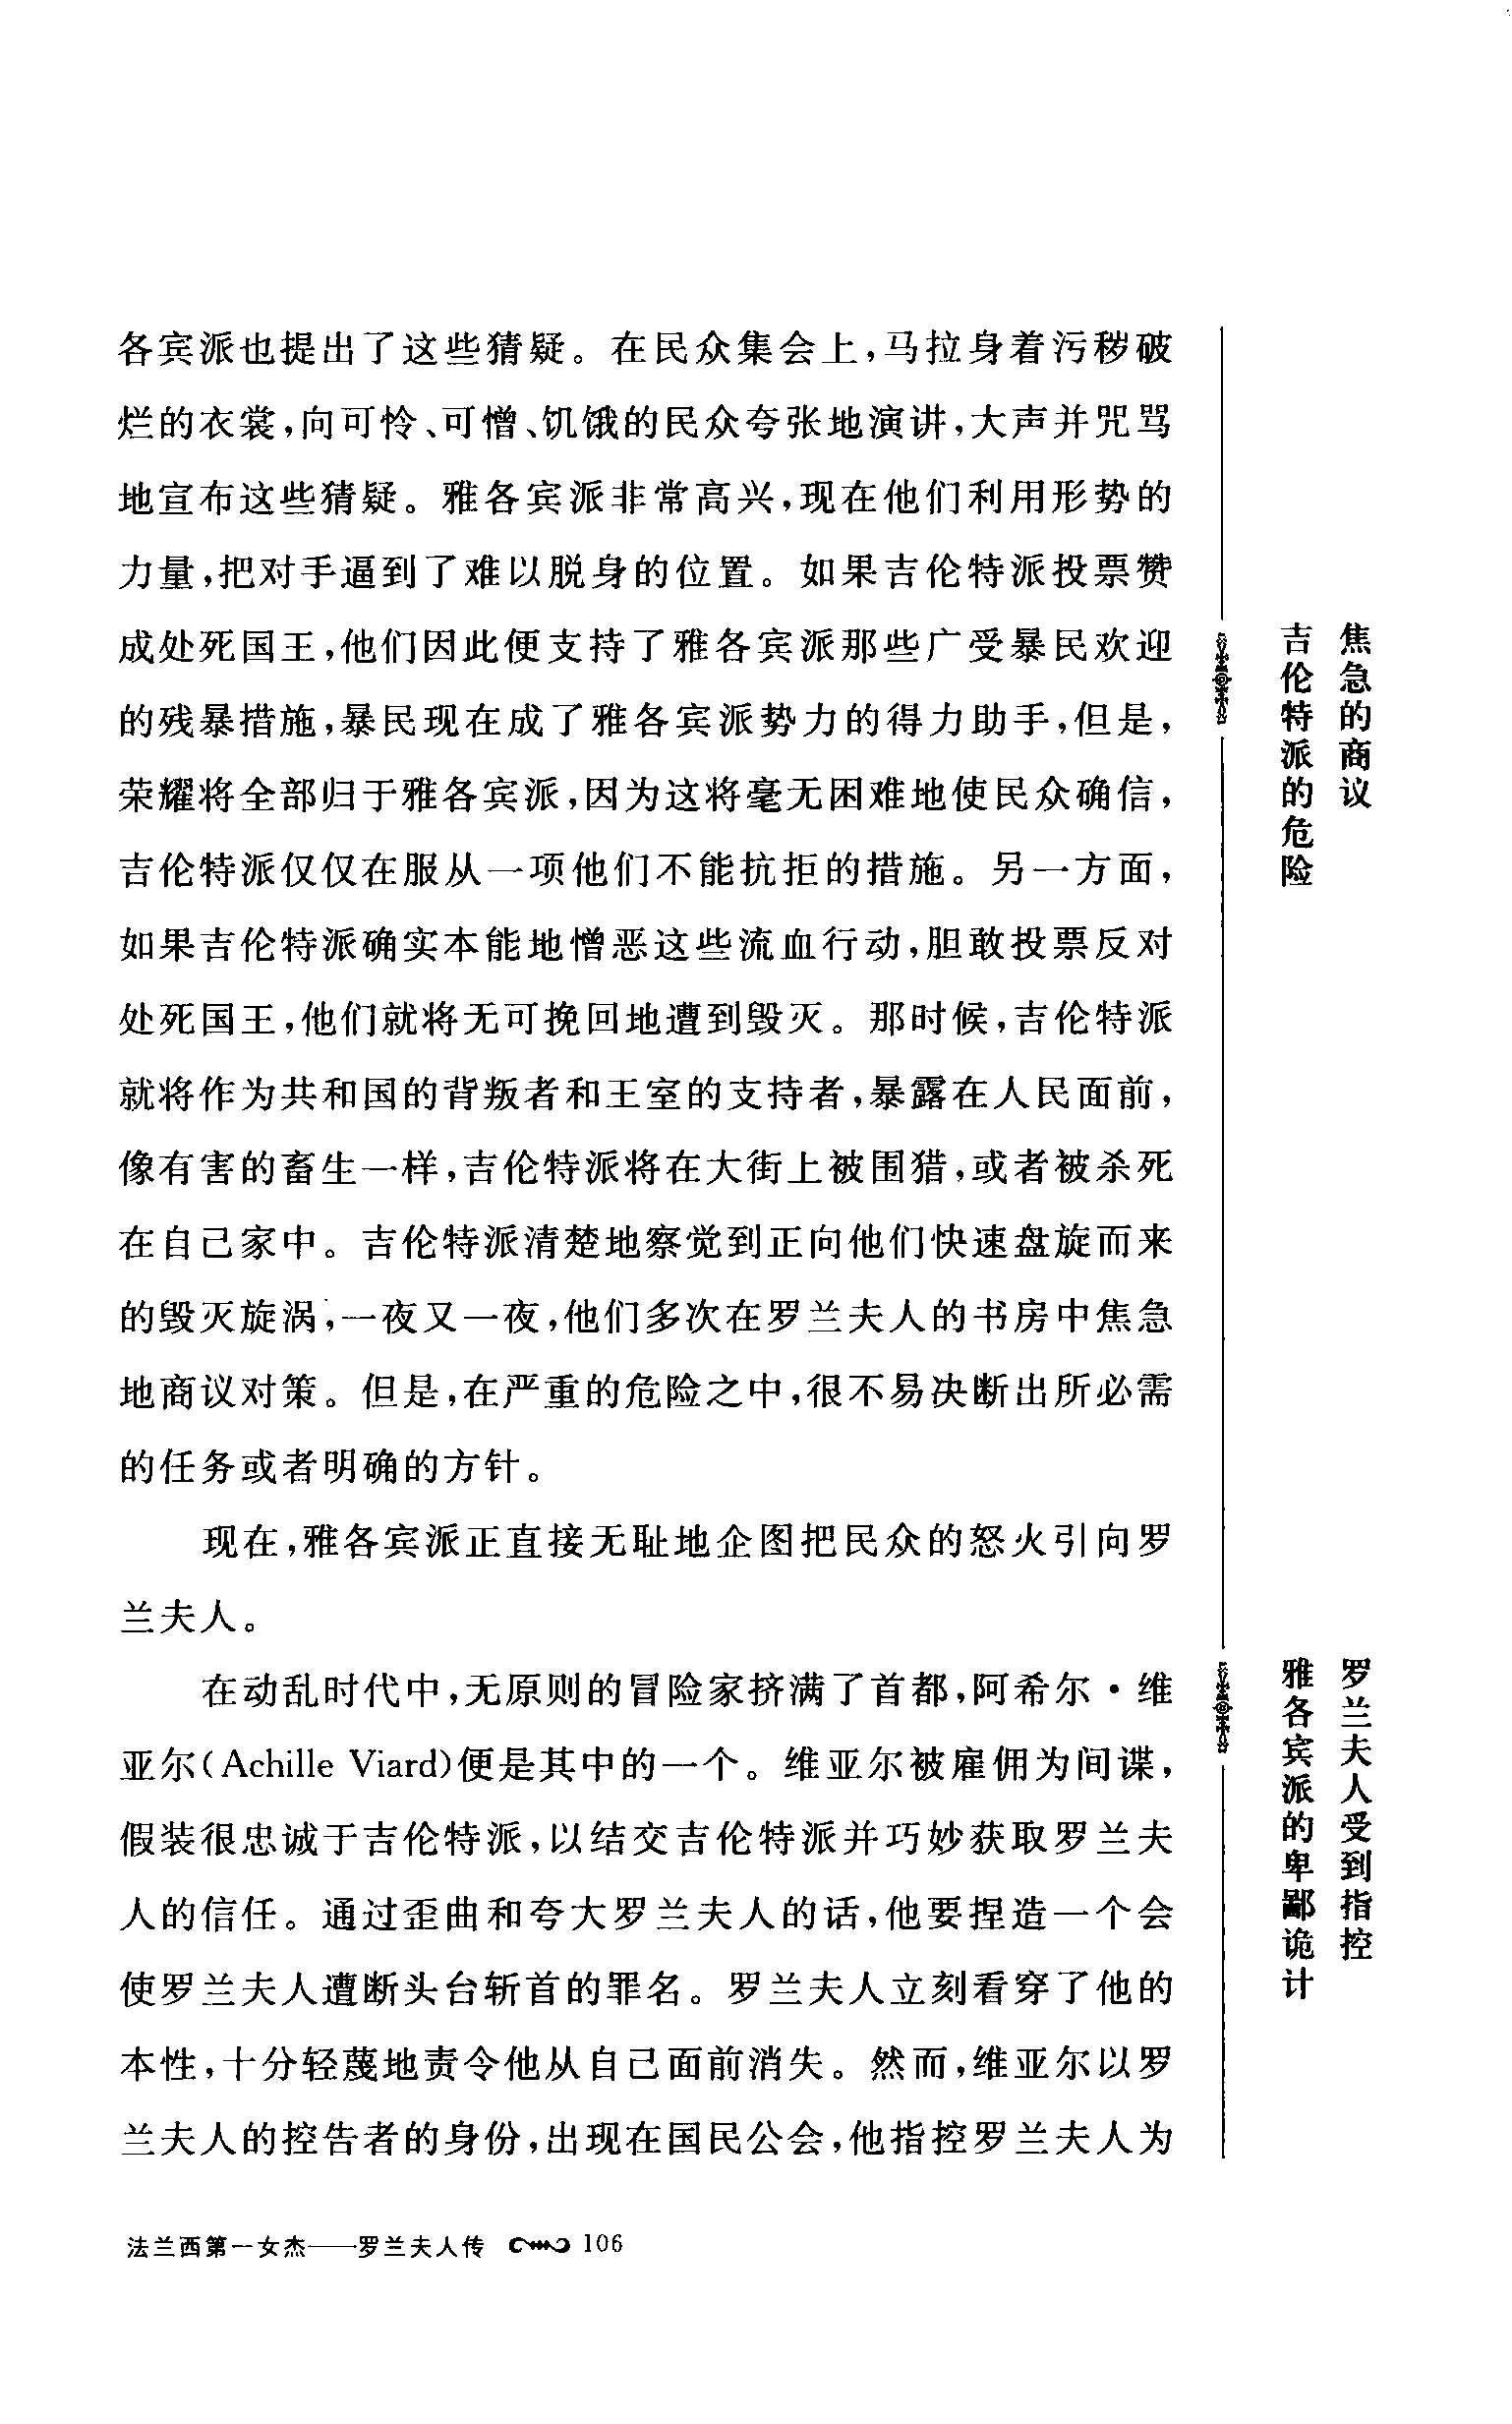 各宾派也提出了这些猜疑。在民众集会上,马拉身着污秽破
烂的衣裳,向可怜、可憎、饥饿的民众夸张地演讲,大声并咒骂
地宣布这些猜疑。雅各宾派非常高兴,现在他们利用形势的
力量,把对手逼到了难以脱身的位置。如果吉伦特派投票赞
成处死国王,他们因此便支持了雅各宾派那些广受暴民欢迎
的残暴措施,暴民现在成了雅各宾派势力的得力助手,但是,
荣耀将全部归于雅各宾派,因为这将毫无困难地使民众确信,
吉伦特派仅仅在服从一项他们不能抗拒的措施。另一方面,
如果吉伦特派确实本能地憎恶这些流血行动,胆敢投票反对
处死国王,他们就将无可挽回地遭到毁灭。那时候,吉伦特派
就将作为共和国的背叛者和王室的支持者,暴露在人民面前,
像有害的畜生一样,吉伦特派将在大街上被围猎,或者被杀死
在自己家中。吉伦特派清楚地察觉到正向他们快速盘旋而来
的毁灭旋涡,一夜又一夜,他们多次在罗兰夫人的书房中焦急
地商议对策。但是,在严重的危险之中,很不易决断出所必需
的任务或者明确的方针。
现在,雅各宾派正直接无耻地企图把民众的怒火引向罗
兰夫人。
在动乱时代中,无原则的冒险家挤满了首都,阿希尔·维
亚尔(Achille Viard)便是其中的一个。维亚尔被雇佣为间谍,
假装很忠诚于吉伦特派,以结交吉伦特派并巧妙获取罗兰夫
人的信任。通过歪曲和夸大罗兰夫人的话,他要捏造一个会
使罗兰夫人遭断头台斩首的罪名。罗兰夫人立刻看穿了他的
本性,十分轻蔑地责令他从自己面前消失。然而,维亚尔以罗
兰夫人的控告者的身份,出现在国民公会,他指控罗兰夫人为
焦急的商议
吉伦特派的危险
罗兰夫人受到指控
雅各宾派的卑鄙诡计
法兰西第一女杰——罗兰夫人传 106